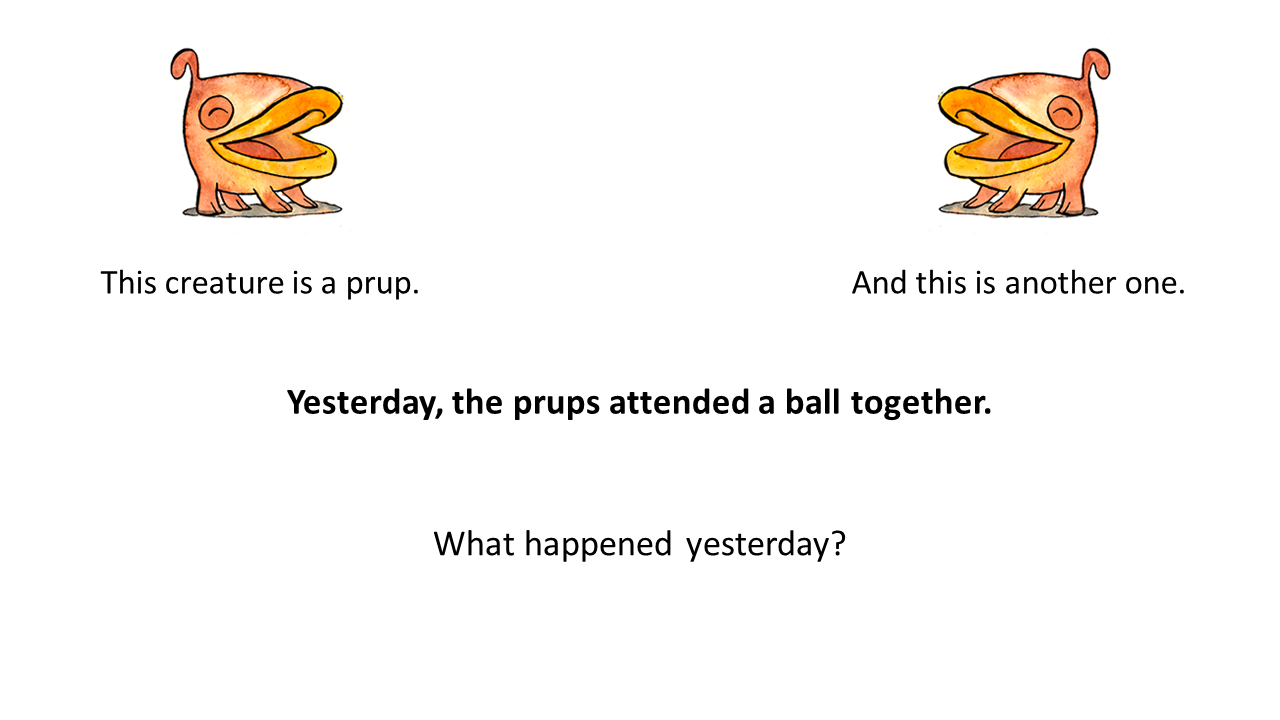 This creature is a prup.
And this is another one.
Yesterday, the prups attended a ball together.
What happened yesterday?